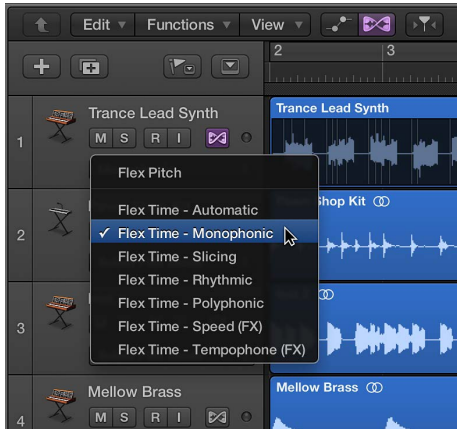 Edit Functions View
2 3
Trance Lead Synth
M S R I
1
Trance Lead Synth
Flex Pitch
Flex Time - Automatic
✓ Flex Time - Monophonic
Flex Time - Slicing
Flex Time - Rhythmic
Flex Time - Polyphonic
Flex Time - Speed (FX)
Flex Time - Tempophone (FX)
2
Shop Kit
3
Mellow Brass
M S R I
4
Mellow Brass